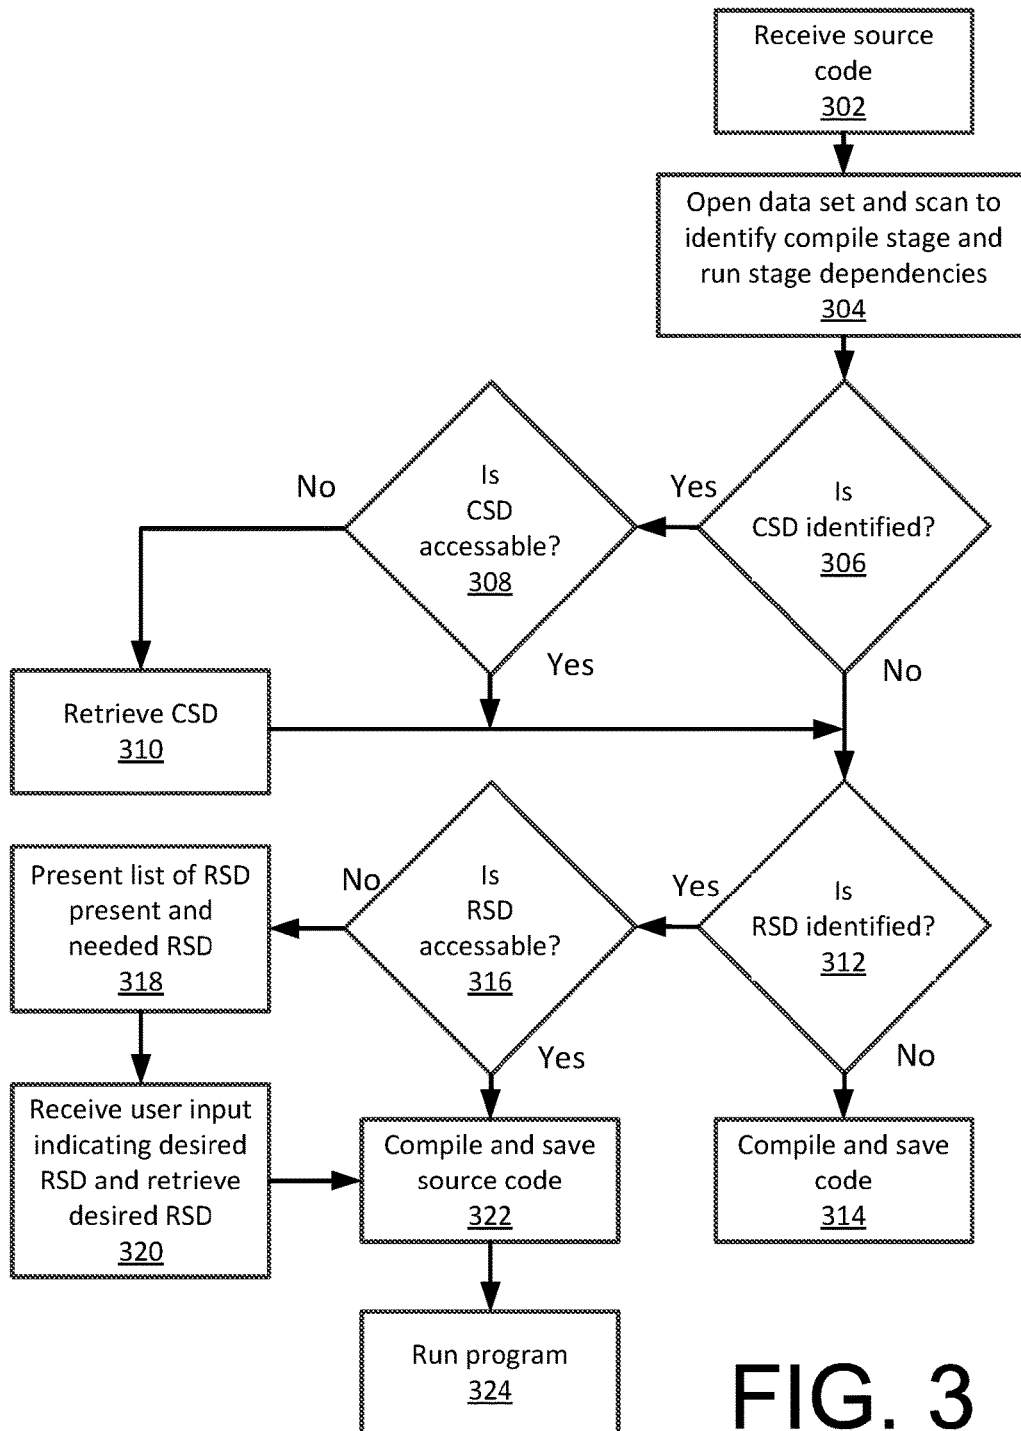 Receive source
code
302
Open data set and scan to
identify compile stage and
run stage dependencies
304
Is
CSD identified?
306
Yes
No
Is
CSD
accessable?
308
No
Yes
Retrieve CSD
310
Is
RSD identified?
312
Yes
No
Is
RSD
accessable?
316
No
Yes
Present list of RSD
present and
needed RSD
318
Receive user input
indicating desired
RSD and retrieve
desired RSD
320
Compile and save
source code
322
Compile and save
code
314
Run program
324
FIG. 3